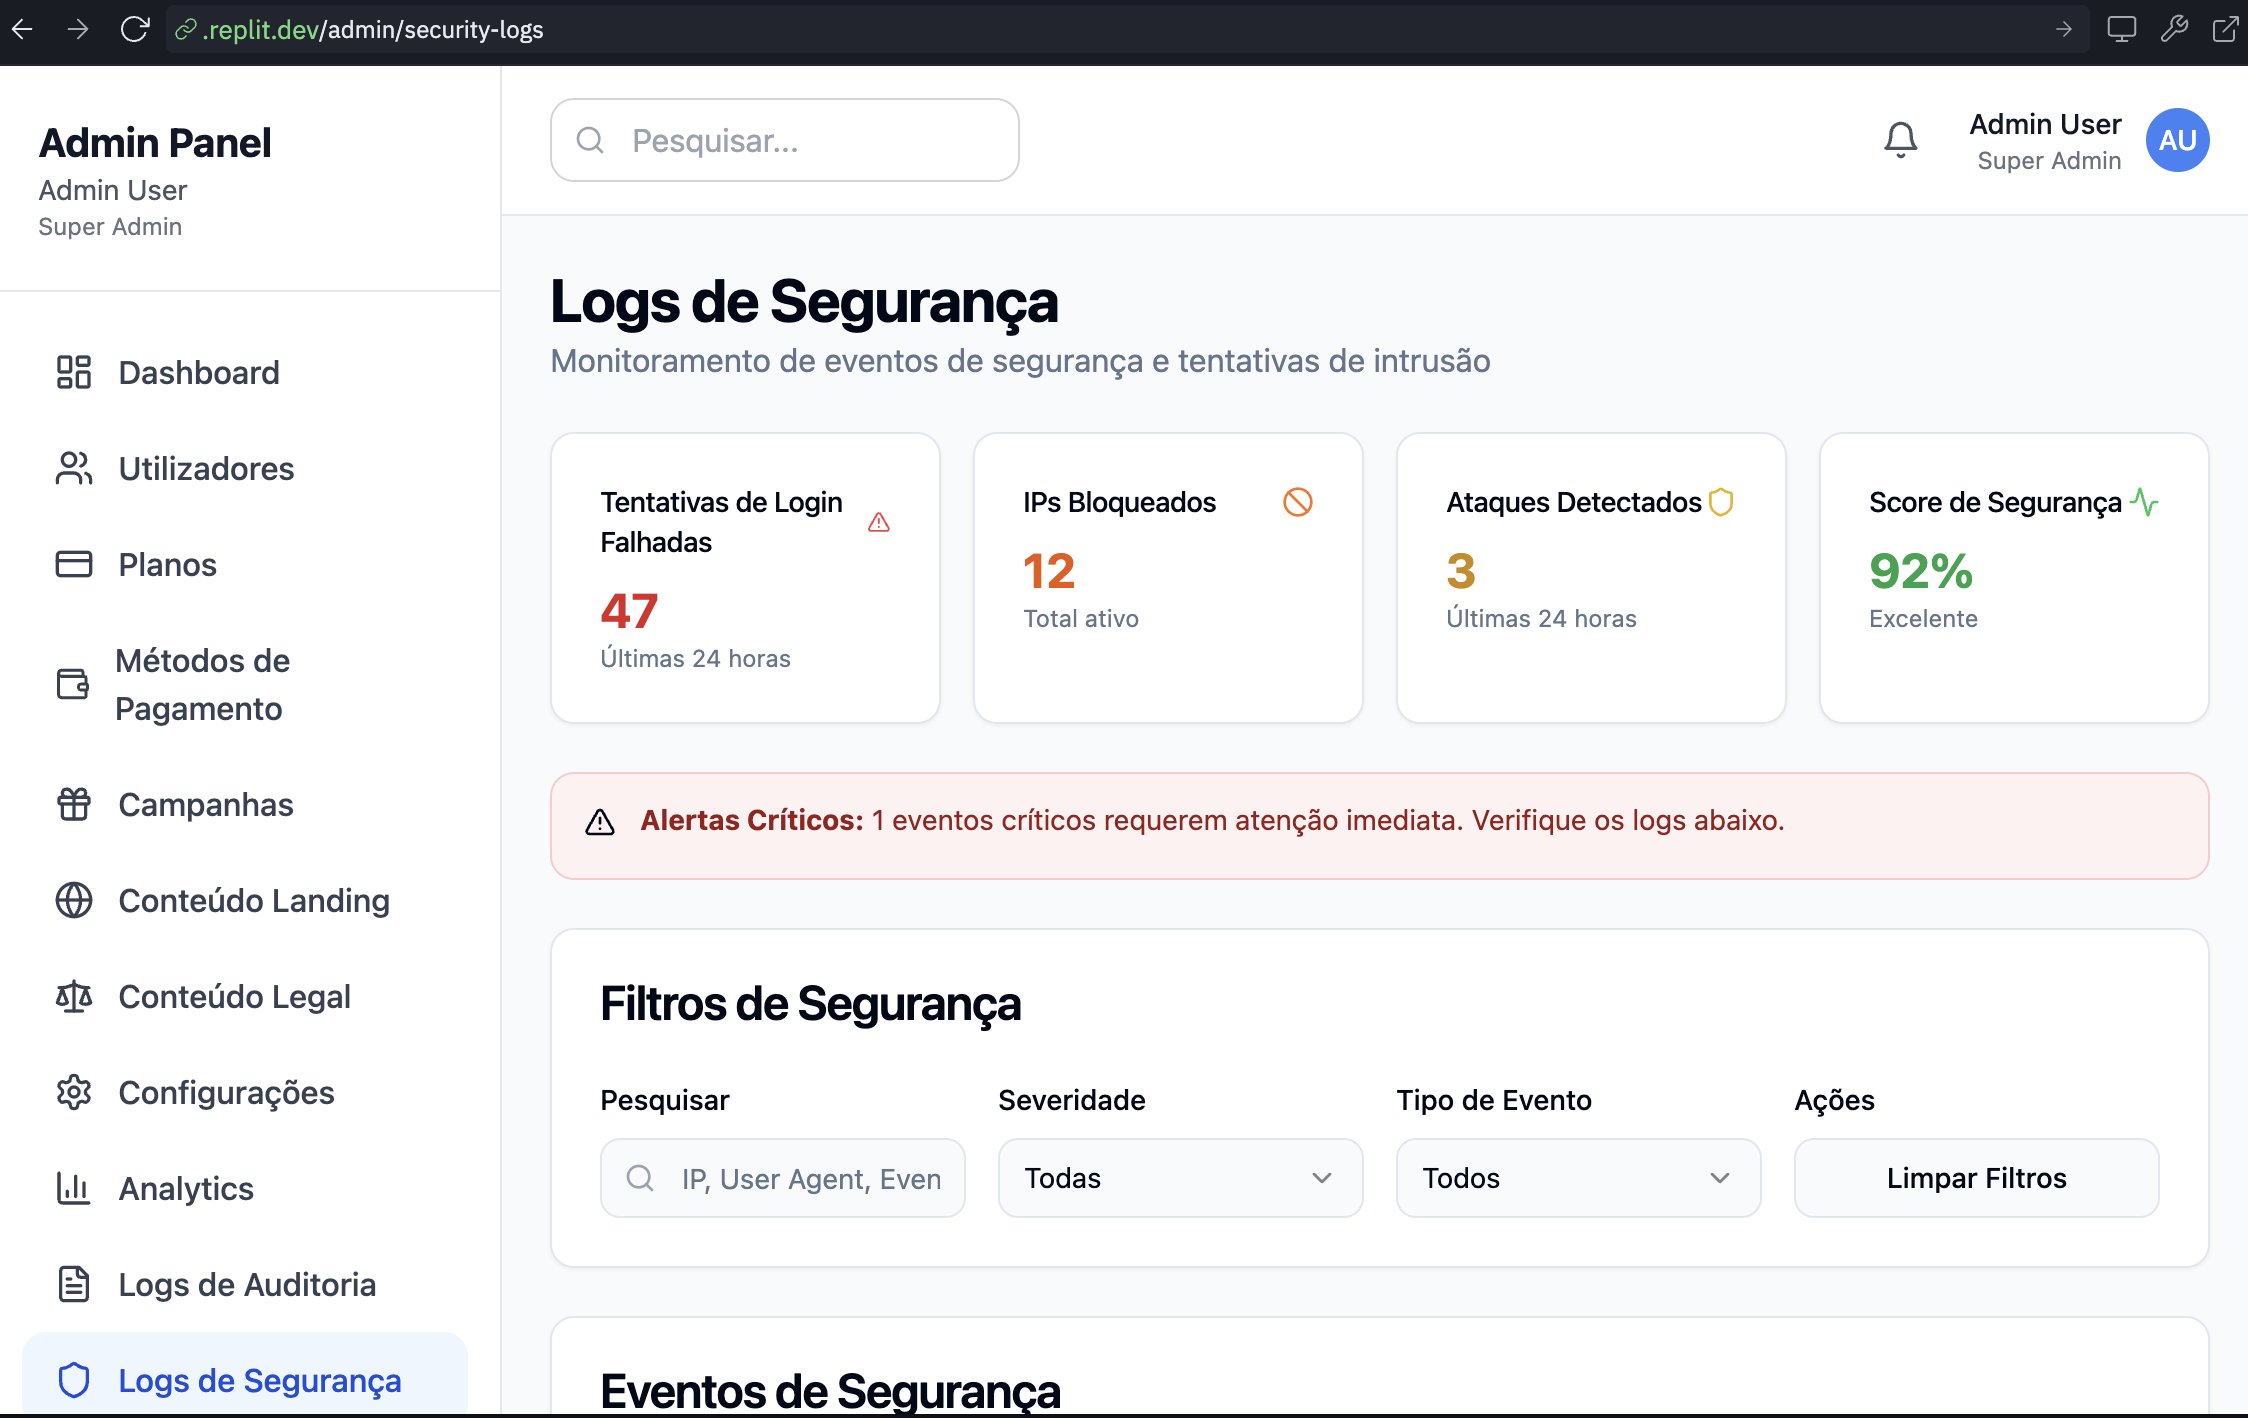 .replit.dev/admin/security-logs
Admin Panel
Admin User
Super Admin
Dashboard
Utilizadores
Planos
Métodos de
Pagamento
Campanhas
Conteúdo Landing
Conteúdo Legal
Configurações
Analytics
Logs de Auditoria
Logs de Segurança
Pesquisar...
Admin User
Super Admin
AU
Logs de Segurança
Monitoramento de eventos de segurança e tentativas de intrusão
Tentativas de Login
Falhadas
47
Últimas 24 horas
IPs Bloqueados
12
Total ativo
Ataques Detectados
3
Últimas 24 horas
Score de Segurança
92%
Excelente
Alertas Críticos: 1 eventos críticos requerem atenção imediata. Verifique os logs abaixo.
Filtros de Segurança
Pesquisar
IP, User Agent, Even
Severidade
Todas
Tipo de Evento
Todos
Ações
Limpar Filtros
Eventos de Segurança